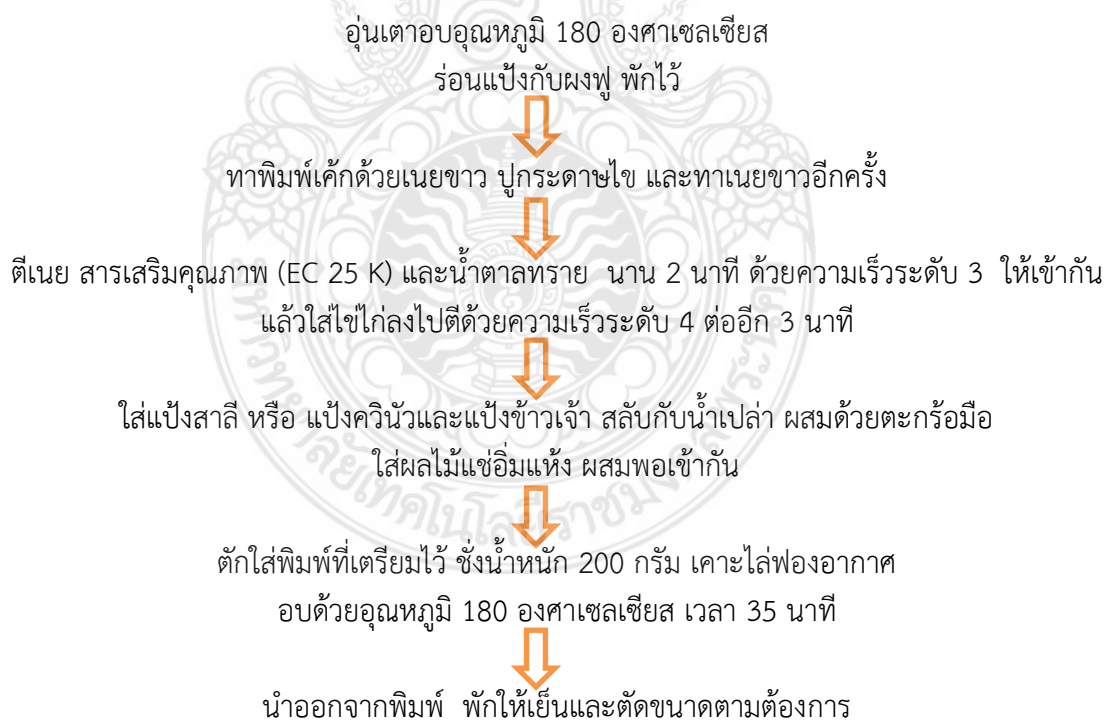 อุ่นเตาอบอุณหภูมิ 180 องศาเซลเซียส
ร่อนแป้งกับผงฟู พักไว้
ทาพิมพ์เค้กด้วยเนยขาว ปูกระดาษไข และทาเนยขาวอีกครั้ง
ตีเนย สารเสริมคุณภาพ (EC 25 K) และน้ำตาลทราย นาน 2 นาที ด้วยความเร็วระดับ 3 ให้เข้ากัน
แล้วใส่ไข่ไก่ลงไปตีด้วยความเร็วระดับ 4 ต่ออีก 3 นาที
ใส่แป้งสาลี หรือ แป้งควินัวและแป้งข้าวเจ้า สลับกับน้ำเปล่า ผสมด้วยตะกร้อมือ
ใส่ผลไม้แช่อิ่มแห้ง ผสมพอเข้ากัน
ตักใส่พิมพ์ที่เตรียมไว้ ชั่งน้ำหนัก 200 กรัม เคาะไล่ฟองอากาศ
อบด้วยอุณหภูมิ 180 องศาเซลเซียส เวลา 35 นาที
นำออกจากพิมพ์ พักให้เย็นและตัดขนาดตามต้องการ